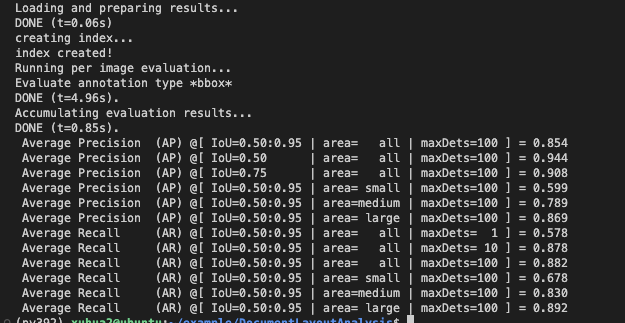 Loading and preparing results...
DONE (t=0.06s)
creating index...
index created!
Running per image evaluation...
Evaluate annotation type *bbox*
DONE (t=4.96s).
Accumulating evaluation results...
DONE (t=0.85s).
 Average Precision  (AP) @[ IoU=0.50:0.95 | area=   all | maxDets=100 ] = 0.854
 Average Precision  (AP) @[ IoU=0.50      | area=   all | maxDets=100 ] = 0.944
 Average Precision  (AP) @[ IoU=0.75      | area=   all | maxDets=100 ] = 0.908
 Average Precision  (AP) @[ IoU=0.50:0.95 | area= small | maxDets=100 ] = 0.599
 Average Precision  (AP) @[ IoU=0.50:0.95 | area=medium | maxDets=100 ] = 0.789
 Average Precision  (AP) @[ IoU=0.50:0.95 | area= large | maxDets=100 ] = 0.869
 Average Recall     (AR) @[ IoU=0.50:0.95 | area=   all | maxDets=  1 ] = 0.578
 Average Recall     (AR) @[ IoU=0.50:0.95 | area=   all | maxDets= 10 ] = 0.878
 Average Recall     (AR) @[ IoU=0.50:0.95 | area=   all | maxDets=100 ] = 0.882
 Average Recall     (AR) @[ IoU=0.50:0.95 | area= small | maxDets=100 ] = 0.678
 Average Recall     (AR) @[ IoU=0.50:0.95 | area=medium | maxDets=100 ] = 0.830
 Average Recall     (AR) @[ IoU=0.50:0.95 | area= large | maxDets=100 ] = 0.892
(py392) :~/example/DocumentLayoutAnalysis$